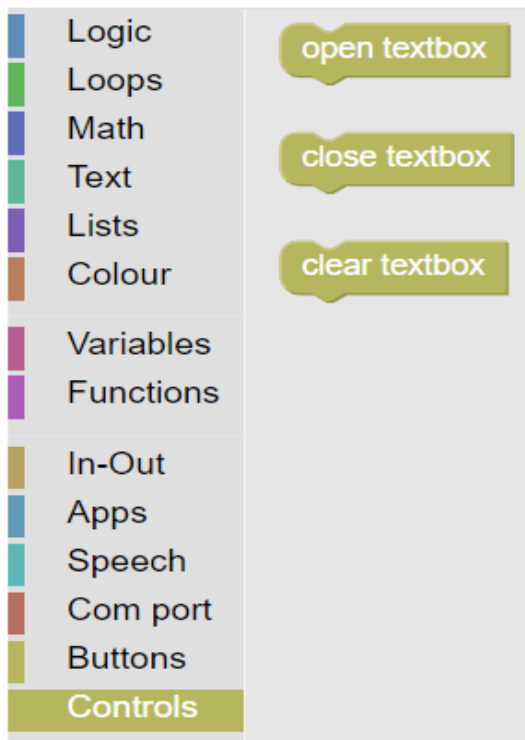 Logic
Loops
Math
Text
Lists
Colour
Variables
Functions
In-Out
Apps
Speech
Com port
Buttons
Controls
open textbox
close textbox
clear textbox